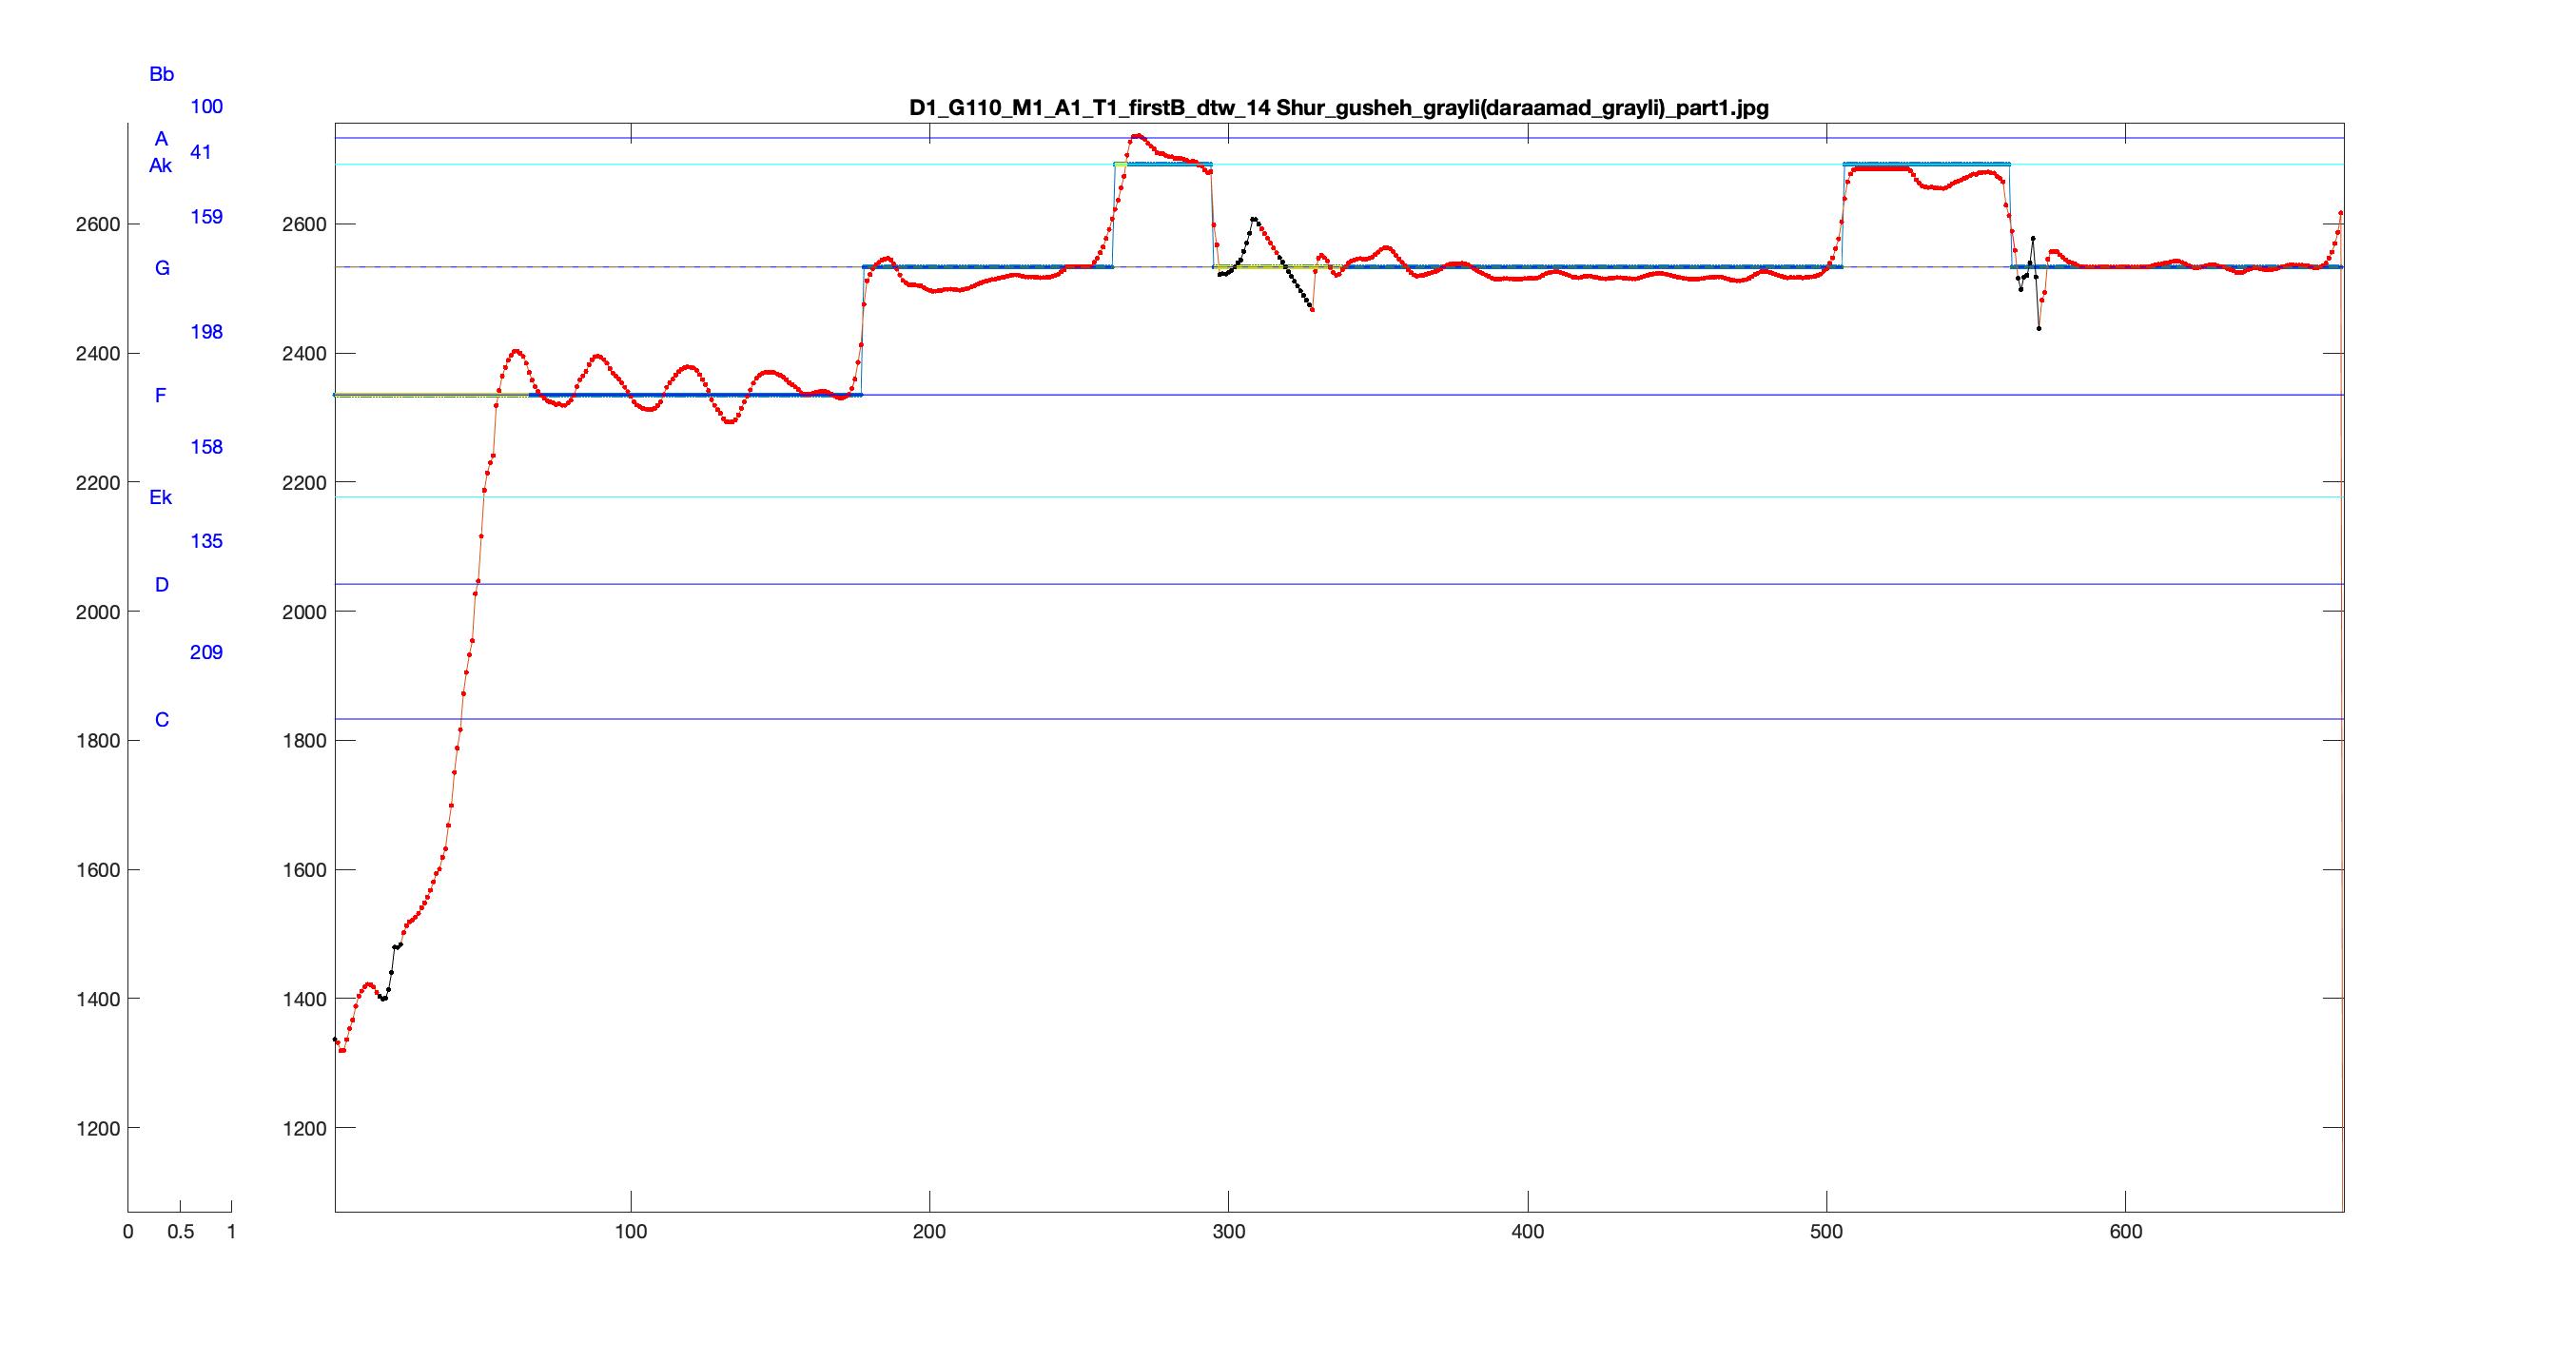 Bb
100
D1_G110_M1_A1_T1_firstB_dtw_14 Shur_gusheh_grayli(daraamad_grayli)_part1.jpg
A
41
Ak
159
2600 2600
G
198
2400 2400
F
158
2200 2200
Ek
135
D
2000 2000
209
C
1800 1800
1600 1600
1400 1400
1200 1200
0 0.5 1 100 200 300 400 500 600